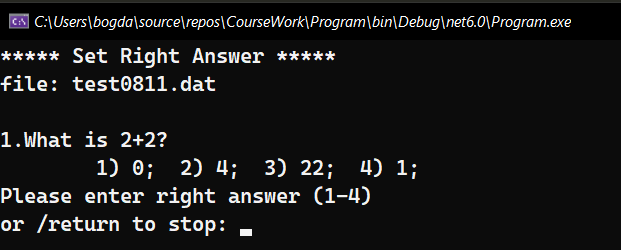 C:\Users\bogda\source\repos\CourseWork\Program\bin\Debug\net6.0\Program.exe
***** Set Right Answer *****
file: test0811.dat
1.What is 2+2?
1) 0;  2) 4;  3) 22;  4) 1;
Please enter right answer (1-4)
or /return to stop: